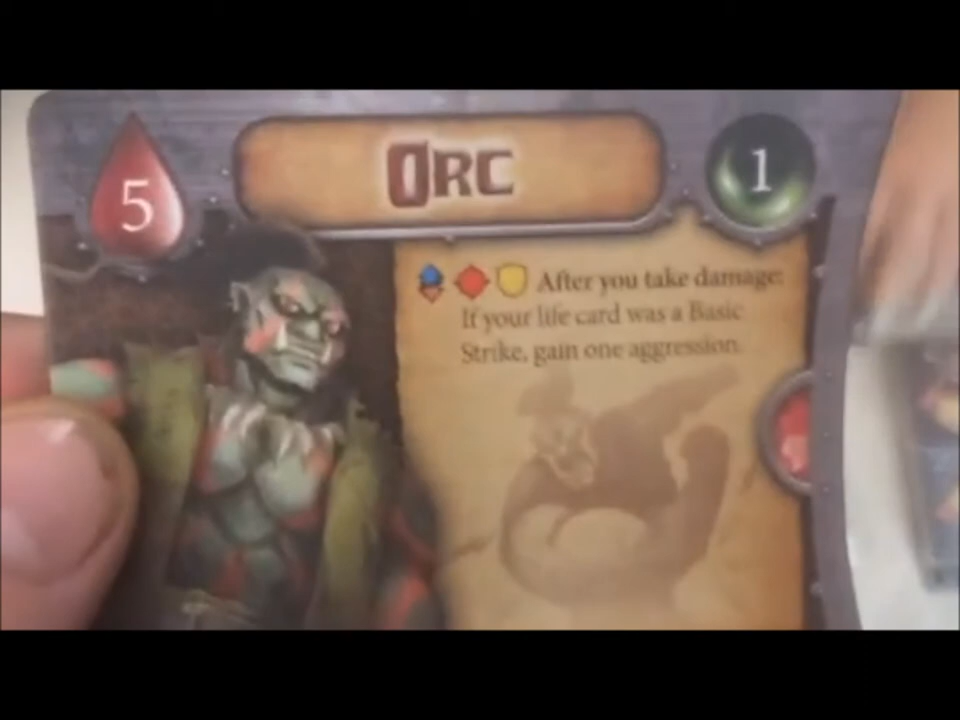 5
ORC
1
After you take damage:
If your life card was a Basic
Strike, gain one aggression.